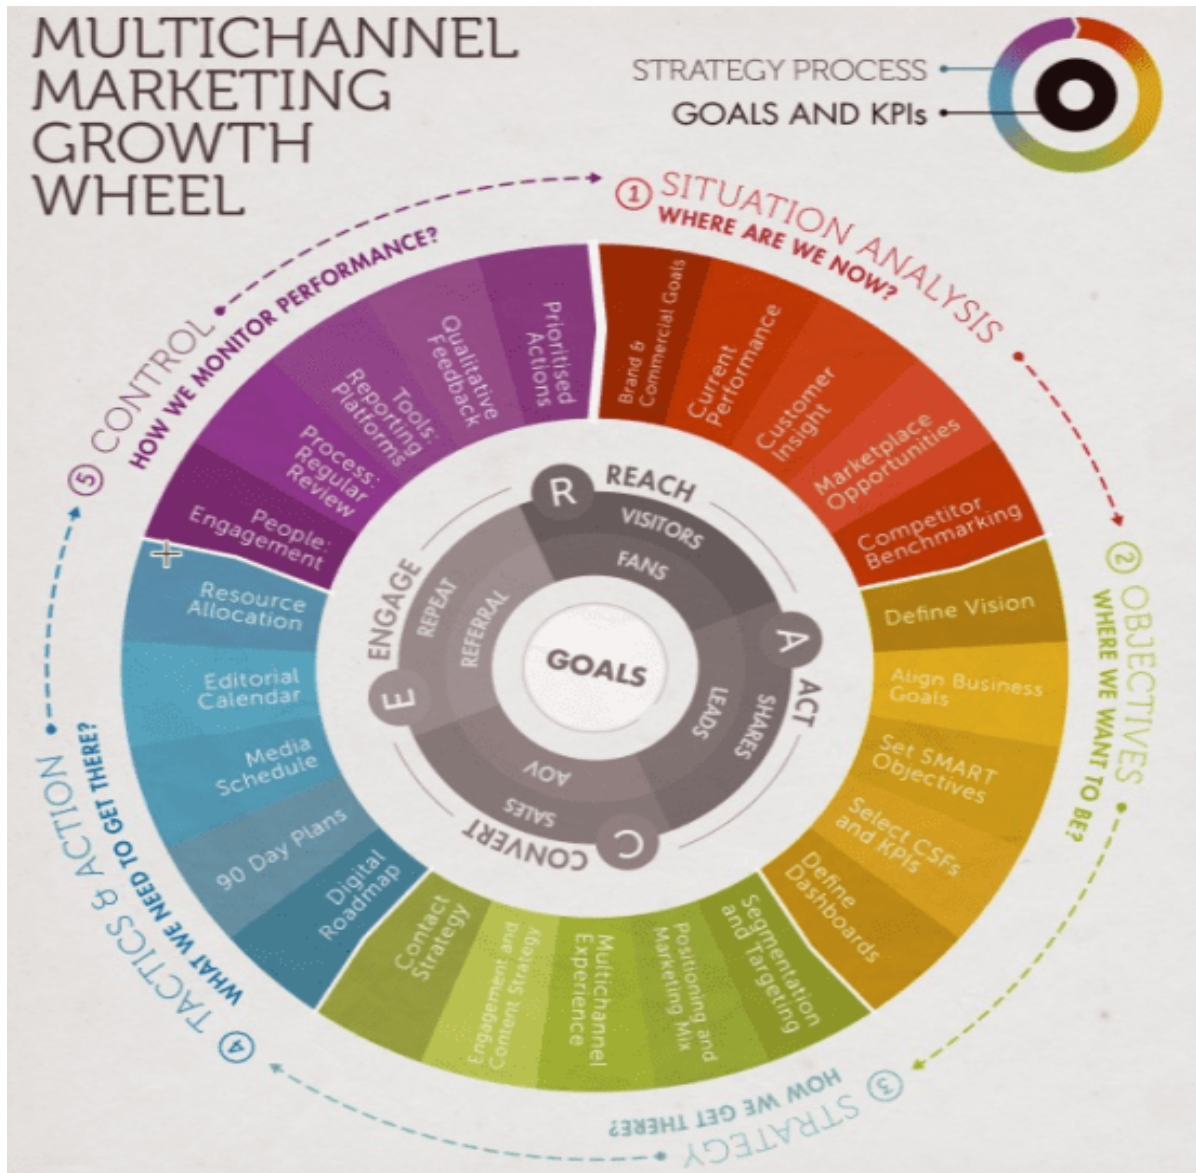 MULTICHANNEL
MARKETING
GROWTH
WHEEL
STRATEGY PROCESS
GOALS AND KPIs
1 SITUATION ANALYSIS
WHERE ARE WE NOW?
Brand &
Commercial Goals
Current
Performance
Customer
Insight
Marketplace
Opportunities
Competitor
Benchmarking
2 OBJECTIVES
WHERE WE WANT TO BE?
Define Vision
Align Business
Goals
Set SMART
Objectives
Select CSFs
and KPIs
Define
Dashboards
3 STRATEGY
HOW WE GET THERE?
Segmentation
and Targeting
Positioning and
Marketing Mix
Multichannel
Experience
Engagement and
Content Strategy
Contact
Strategy
4 TACTICS & ACTION
WHAT WE NEED TO GET THERE?
Digital
Roadmap
90 Day Plans
Media
Schedule
Editorial
Calendar
Resource
Allocation
5 CONTROL
HOW WE MONITOR PERFORMANCE?
People:
Engagement
Process:
Regular
Review
Tools:
Reporting
Platforms
Qualitative
Feedback
Prioritised
Actions
R
REACH
VISITORS
FANS
A
ACT
SHARES
LEADS
C
CONVERT
SALES
AOV
E
ENGAGE
REPEAT
REFERRAL
GOALS